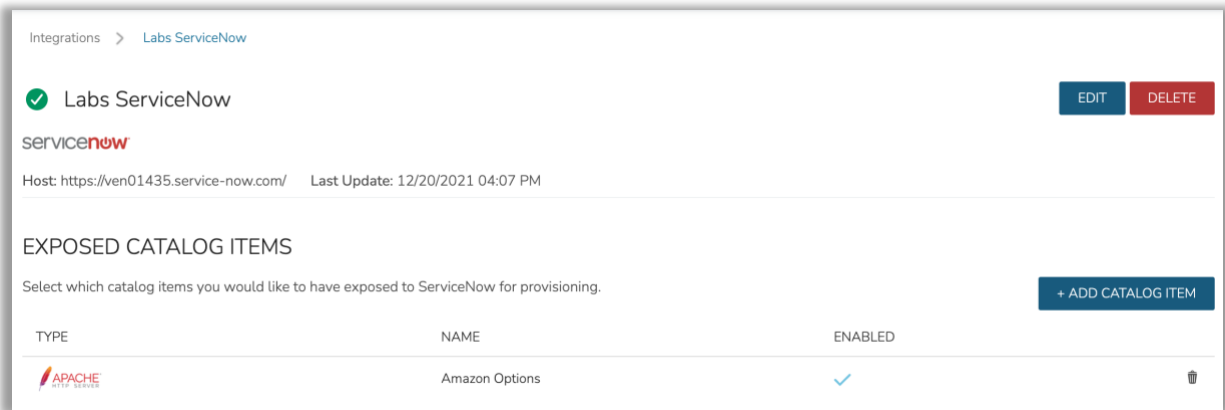 Integrations > Labs ServiceNow
Labs ServiceNow
EDIT
DELETE
servicenow
Host: https://ven01435.service-now.com/ Last Update: 12/20/2021 04:07 PM
EXPOSED CATALOG ITEMS
Select which catalog items you would like to have exposed to ServiceNow for provisioning.
+ ADD CATALOG ITEM
TYPE NAME ENABLED
APACHE
HTTP SERVER
Amazon Options